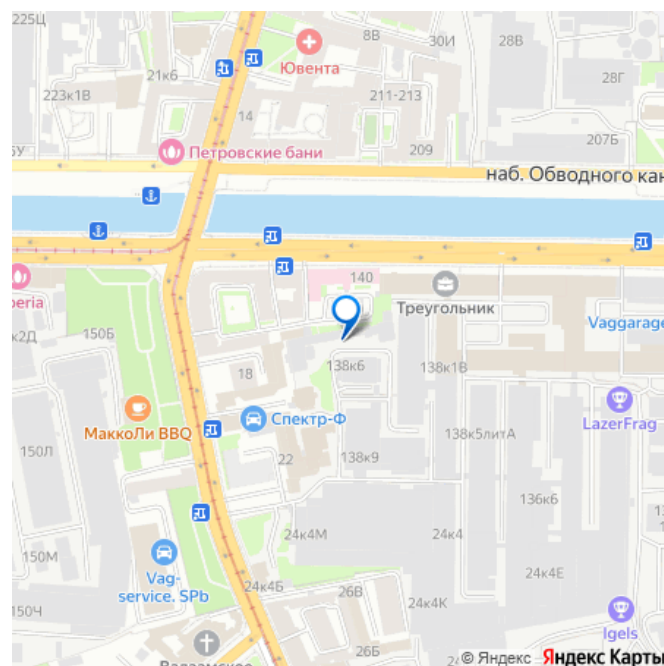 225Ц
8В
30И
28В
Ювента
21к6
28Г
223к1В
211-213
14
207Б
Петровские бани
209
наб. Обводного кан
140
Треугольник
150Б
Vaggarage
138к6
138к1В
18
LazerFrag
МаккоЛи BBQ
Спектр-Ф
138к5литА
150Л
22
138к9
136к6
24к4М
24к4
150М
Vag-
service. SPb
24к4Б
26В
24к4Е
24к4К
150Ч
Igels
26Б
© Яндекс Яндекс Карты